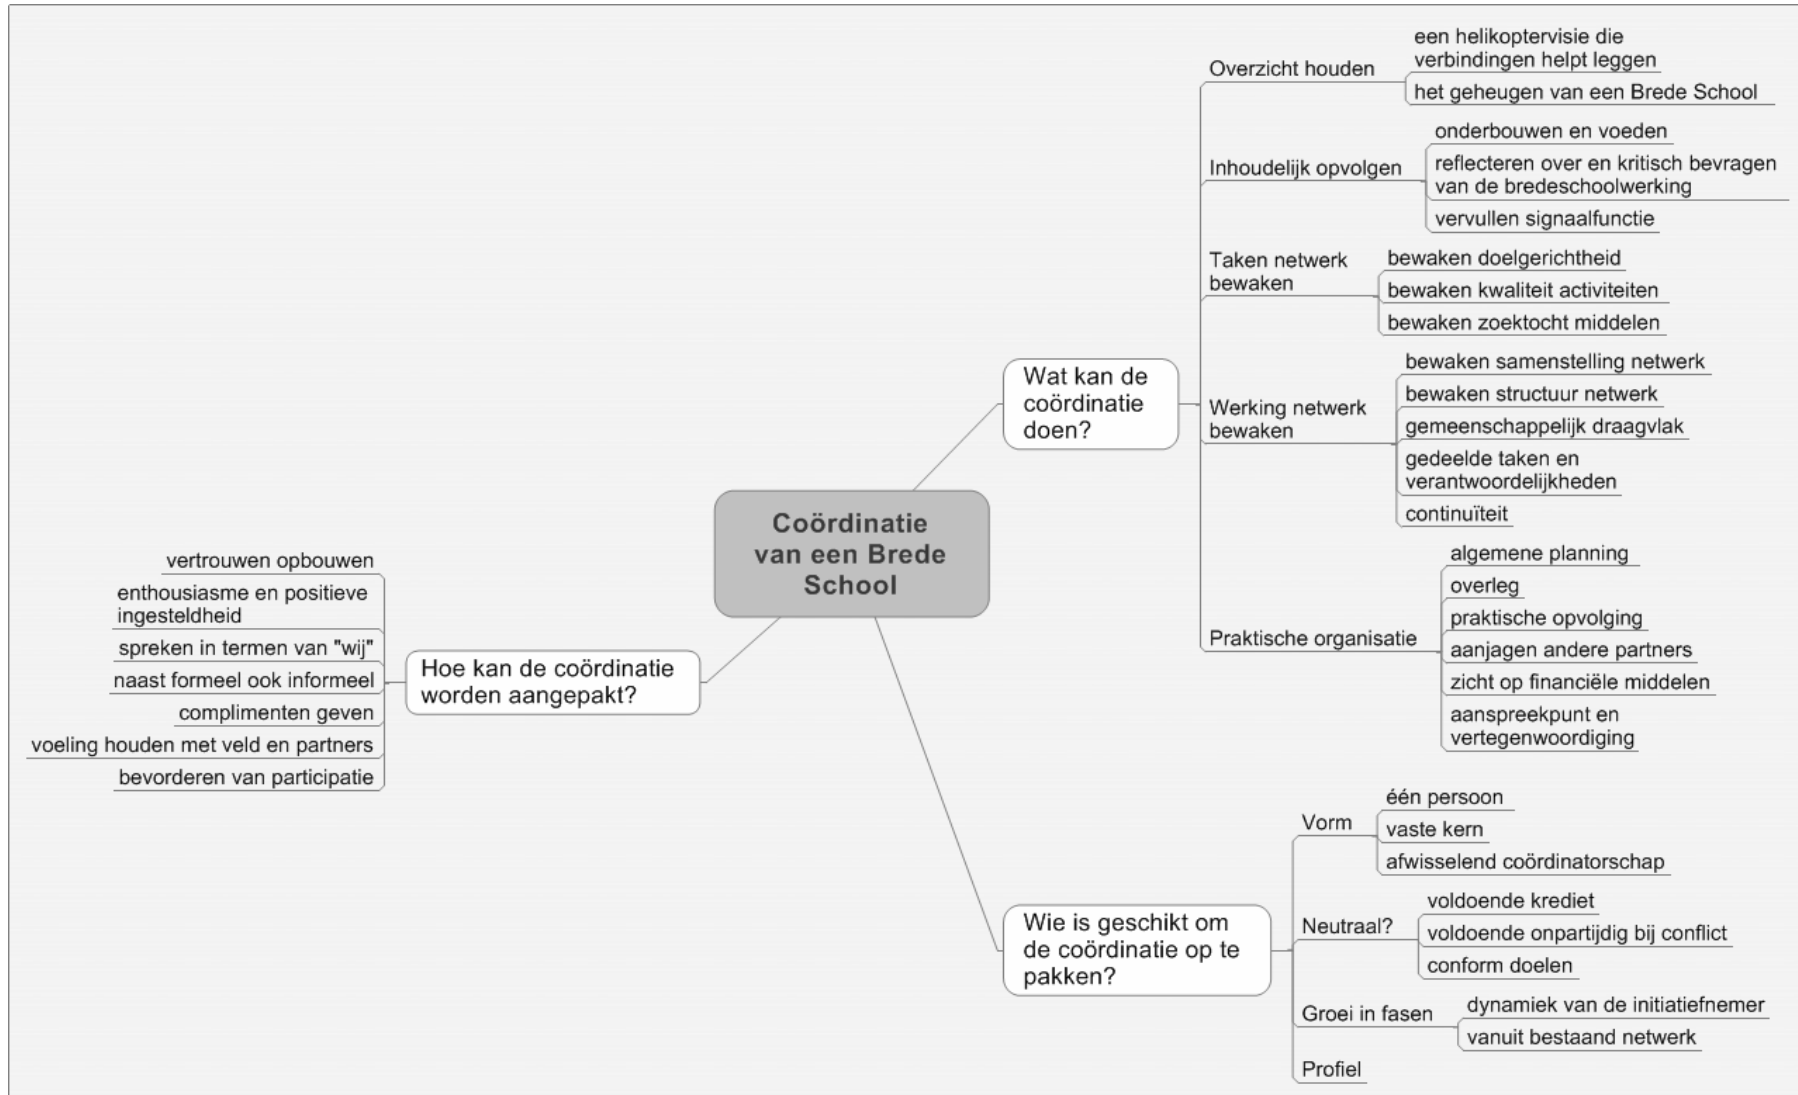 Coördinatie
van een Brede
School
Wat kan de
coördinatie
doen?
Overzicht houden
een helikoptervisie die
verbindingen helpt leggen
het geheugen van een Brede School
Inhoudelijk opvolgen
onderbouwen en voeden
reflecteren over en kritisch bevragen
van de bredeschoolwerking
vervullen signaalfunctie
Taken netwerk
bewaken
bewaken doelgerichtheid
bewaken kwaliteit activiteiten
bewaken zoektocht middelen
Werking netwerk
bewaken
bewaken samenstelling netwerk
bewaken structuur netwerk
gemeenschappelijk draagvlak
gedeelde taken en
verantwoordelijkheden
continuïteit
Praktische organisatie
algemene planning
overleg
praktische opvolging
aanjagen andere partners
zicht op financiële middelen
aanspreekpunt en
vertegenwoordiging
Wie is geschikt om
de coördinatie op te
pakken?
Vorm
één persoon
vaste kern
afwisselend coördinatorschap
Neutraal?
voldoende krediet
voldoende onpartijdig bij conflict
conform doelen
Groei in fasen
dynamiek van de initiatiefnemer
vanuit bestaand netwerk
Profiel
Hoe kan de coördinatie
worden aangepakt?
vertrouwen opbouwen
enthousiasme en positieve
ingesteldheid
spreken in termen van "wij"
naast formeel ook informeel
complimenten geven
voeling houden met veld en partners
bevorderen van participatie